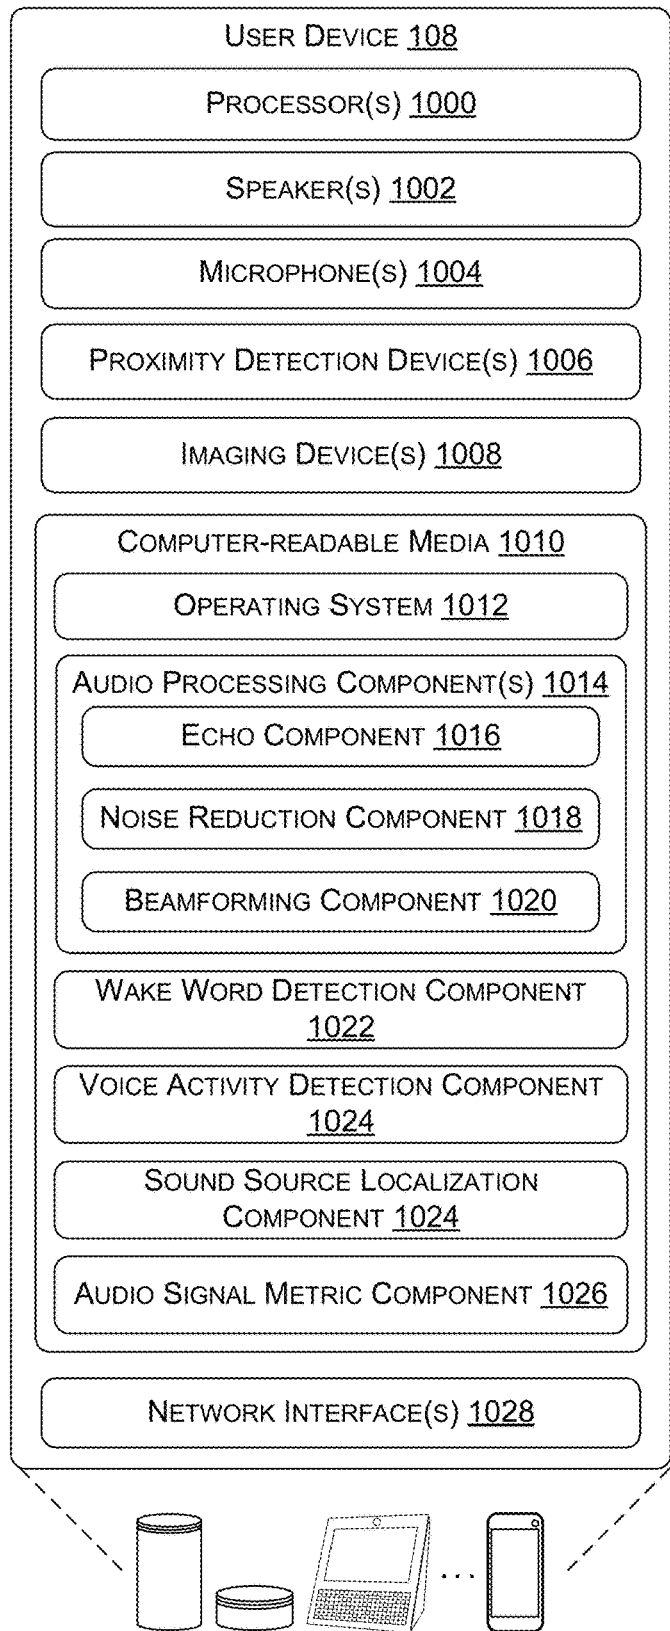 USER DEVICE 108
PROCESSOR(S) 1000
SPEAKER(S) 1002
MICROPHONE(S) 1004
PROXIMITY DETECTION DEVICE(S) 1006
IMAGING DEVICE(S) 1008
COMPUTER-READABLE MEDIA 1010
OPERATING SYSTEM 1012
AUDIO PROCESSING COMPONENT(S) 1014
ECHO COMPONENT 1016
NOISE REDUCTION COMPONENT 1018
BEAMFORMING COMPONENT 1020
WAKE WORD DETECTION COMPONENT
1022
VOICE ACTIVITY DETECTION COMPONENT
1024
SOUND SOURCE LOCALIZATION
COMPONENT 1024
AUDIO SIGNAL METRIC COMPONENT 1026
NETWORK INTERFACE(S) 1028
...